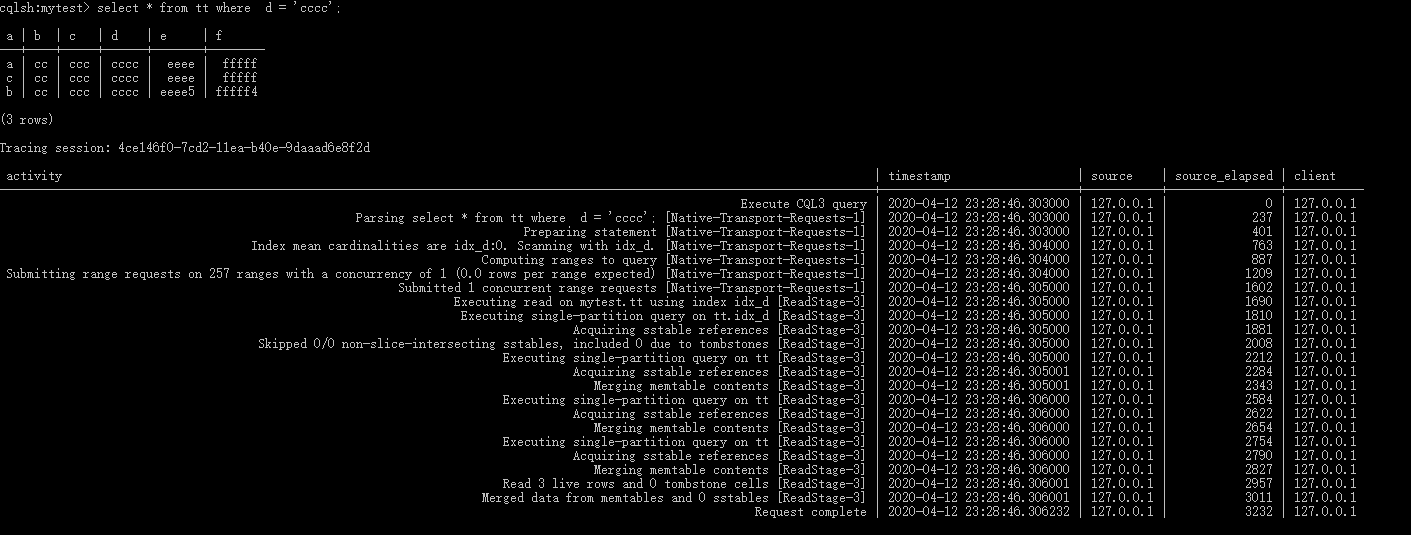 cqlsh:mytest> select * from tt where  d = 'cccc';
a | b | c | d | e | f
a | cc | ccc | cccc | eeee | fffff
c | cc | ccc | cccc | eeee | fffff
b | cc | ccc | cccc | eeee5 | fffff4
(3 rows)
Tracing session: 4ce146f0-7cd2-11ea-b40e-9daaad6e8f2d
activity | timestamp | source | source_elapsed | client
Execute CQL3 query | 2020-04-12 23:28:46.303000 | 127.0.0.1 | 0 | 127.0.0.1
Parsing select * from tt where  d = 'cccc'; [Native-Transport-Requests-1] | 2020-04-12 23:28:46.303000 | 127.0.0.1 | 237 | 127.0.0.1
Preparing statement [Native-Transport-Requests-1] | 2020-04-12 23:28:46.303000 | 127.0.0.1 | 401 | 127.0.0.1
Index mean cardinalities are idx_d:0. Scanning with idx_d. [Native-Transport-Requests-1] | 2020-04-12 23:28:46.304000 | 127.0.0.1 | 763 | 127.0.0.1
Computing ranges to query [Native-Transport-Requests-1] | 2020-04-12 23:28:46.304000 | 127.0.0.1 | 887 | 127.0.0.1
Submitting range requests on 257 ranges with a concurrency of 1 (0.0 rows per range expected) [Native-Transport-Requests-1] | 2020-04-12 23:28:46.304000 | 127.0.0.1 | 1209 | 127.0.0.1
Submitted 1 concurrent range requests [Native-Transport-Requests-1] | 2020-04-12 23:28:46.305000 | 127.0.0.1 | 1602 | 127.0.0.1
Executing read on mytest.tt using index idx_d [ReadStage-3] | 2020-04-12 23:28:46.305000 | 127.0.0.1 | 1690 | 127.0.0.1
Executing single-partition query on tt.idx_d [ReadStage-3] | 2020-04-12 23:28:46.305000 | 127.0.0.1 | 1810 | 127.0.0.1
Acquiring sstable references [ReadStage-3] | 2020-04-12 23:28:46.305000 | 127.0.0.1 | 1881 | 127.0.0.1
Skipped 0/0 non-slice-intersecting sstables, included 0 due to tombstones [ReadStage-3] | 2020-04-12 23:28:46.305000 | 127.0.0.1 | 2008 | 127.0.0.1
Executing single-partition query on tt [ReadStage-3] | 2020-04-12 23:28:46.305000 | 127.0.0.1 | 2212 | 127.0.0.1
Acquiring sstable references [ReadStage-3] | 2020-04-12 23:28:46.305001 | 127.0.0.1 | 2284 | 127.0.0.1
Merging memtable contents [ReadStage-3] | 2020-04-12 23:28:46.305001 | 127.0.0.1 | 2343 | 127.0.0.1
Executing single-partition query on tt [ReadStage-3] | 2020-04-12 23:28:46.306000 | 127.0.0.1 | 2584 | 127.0.0.1
Acquiring sstable references [ReadStage-3] | 2020-04-12 23:28:46.306000 | 127.0.0.1 | 2622 | 127.0.0.1
Merging memtable contents [ReadStage-3] | 2020-04-12 23:28:46.306000 | 127.0.0.1 | 2654 | 127.0.0.1
Executing single-partition query on tt [ReadStage-3] | 2020-04-12 23:28:46.306000 | 127.0.0.1 | 2754 | 127.0.0.1
Acquiring sstable references [ReadStage-3] | 2020-04-12 23:28:46.306000 | 127.0.0.1 | 2790 | 127.0.0.1
Merging memtable contents [ReadStage-3] | 2020-04-12 23:28:46.306000 | 127.0.0.1 | 2827 | 127.0.0.1
Read 3 live rows and 0 tombstone cells [ReadStage-3] | 2020-04-12 23:28:46.306001 | 127.0.0.1 | 2957 | 127.0.0.1
Merged data from memtables and 0 sstables [ReadStage-3] | 2020-04-12 23:28:46.306001 | 127.0.0.1 | 3011 | 127.0.0.1
Request complete | 2020-04-12 23:28:46.306232 | 127.0.0.1 | 3232 | 127.0.0.1